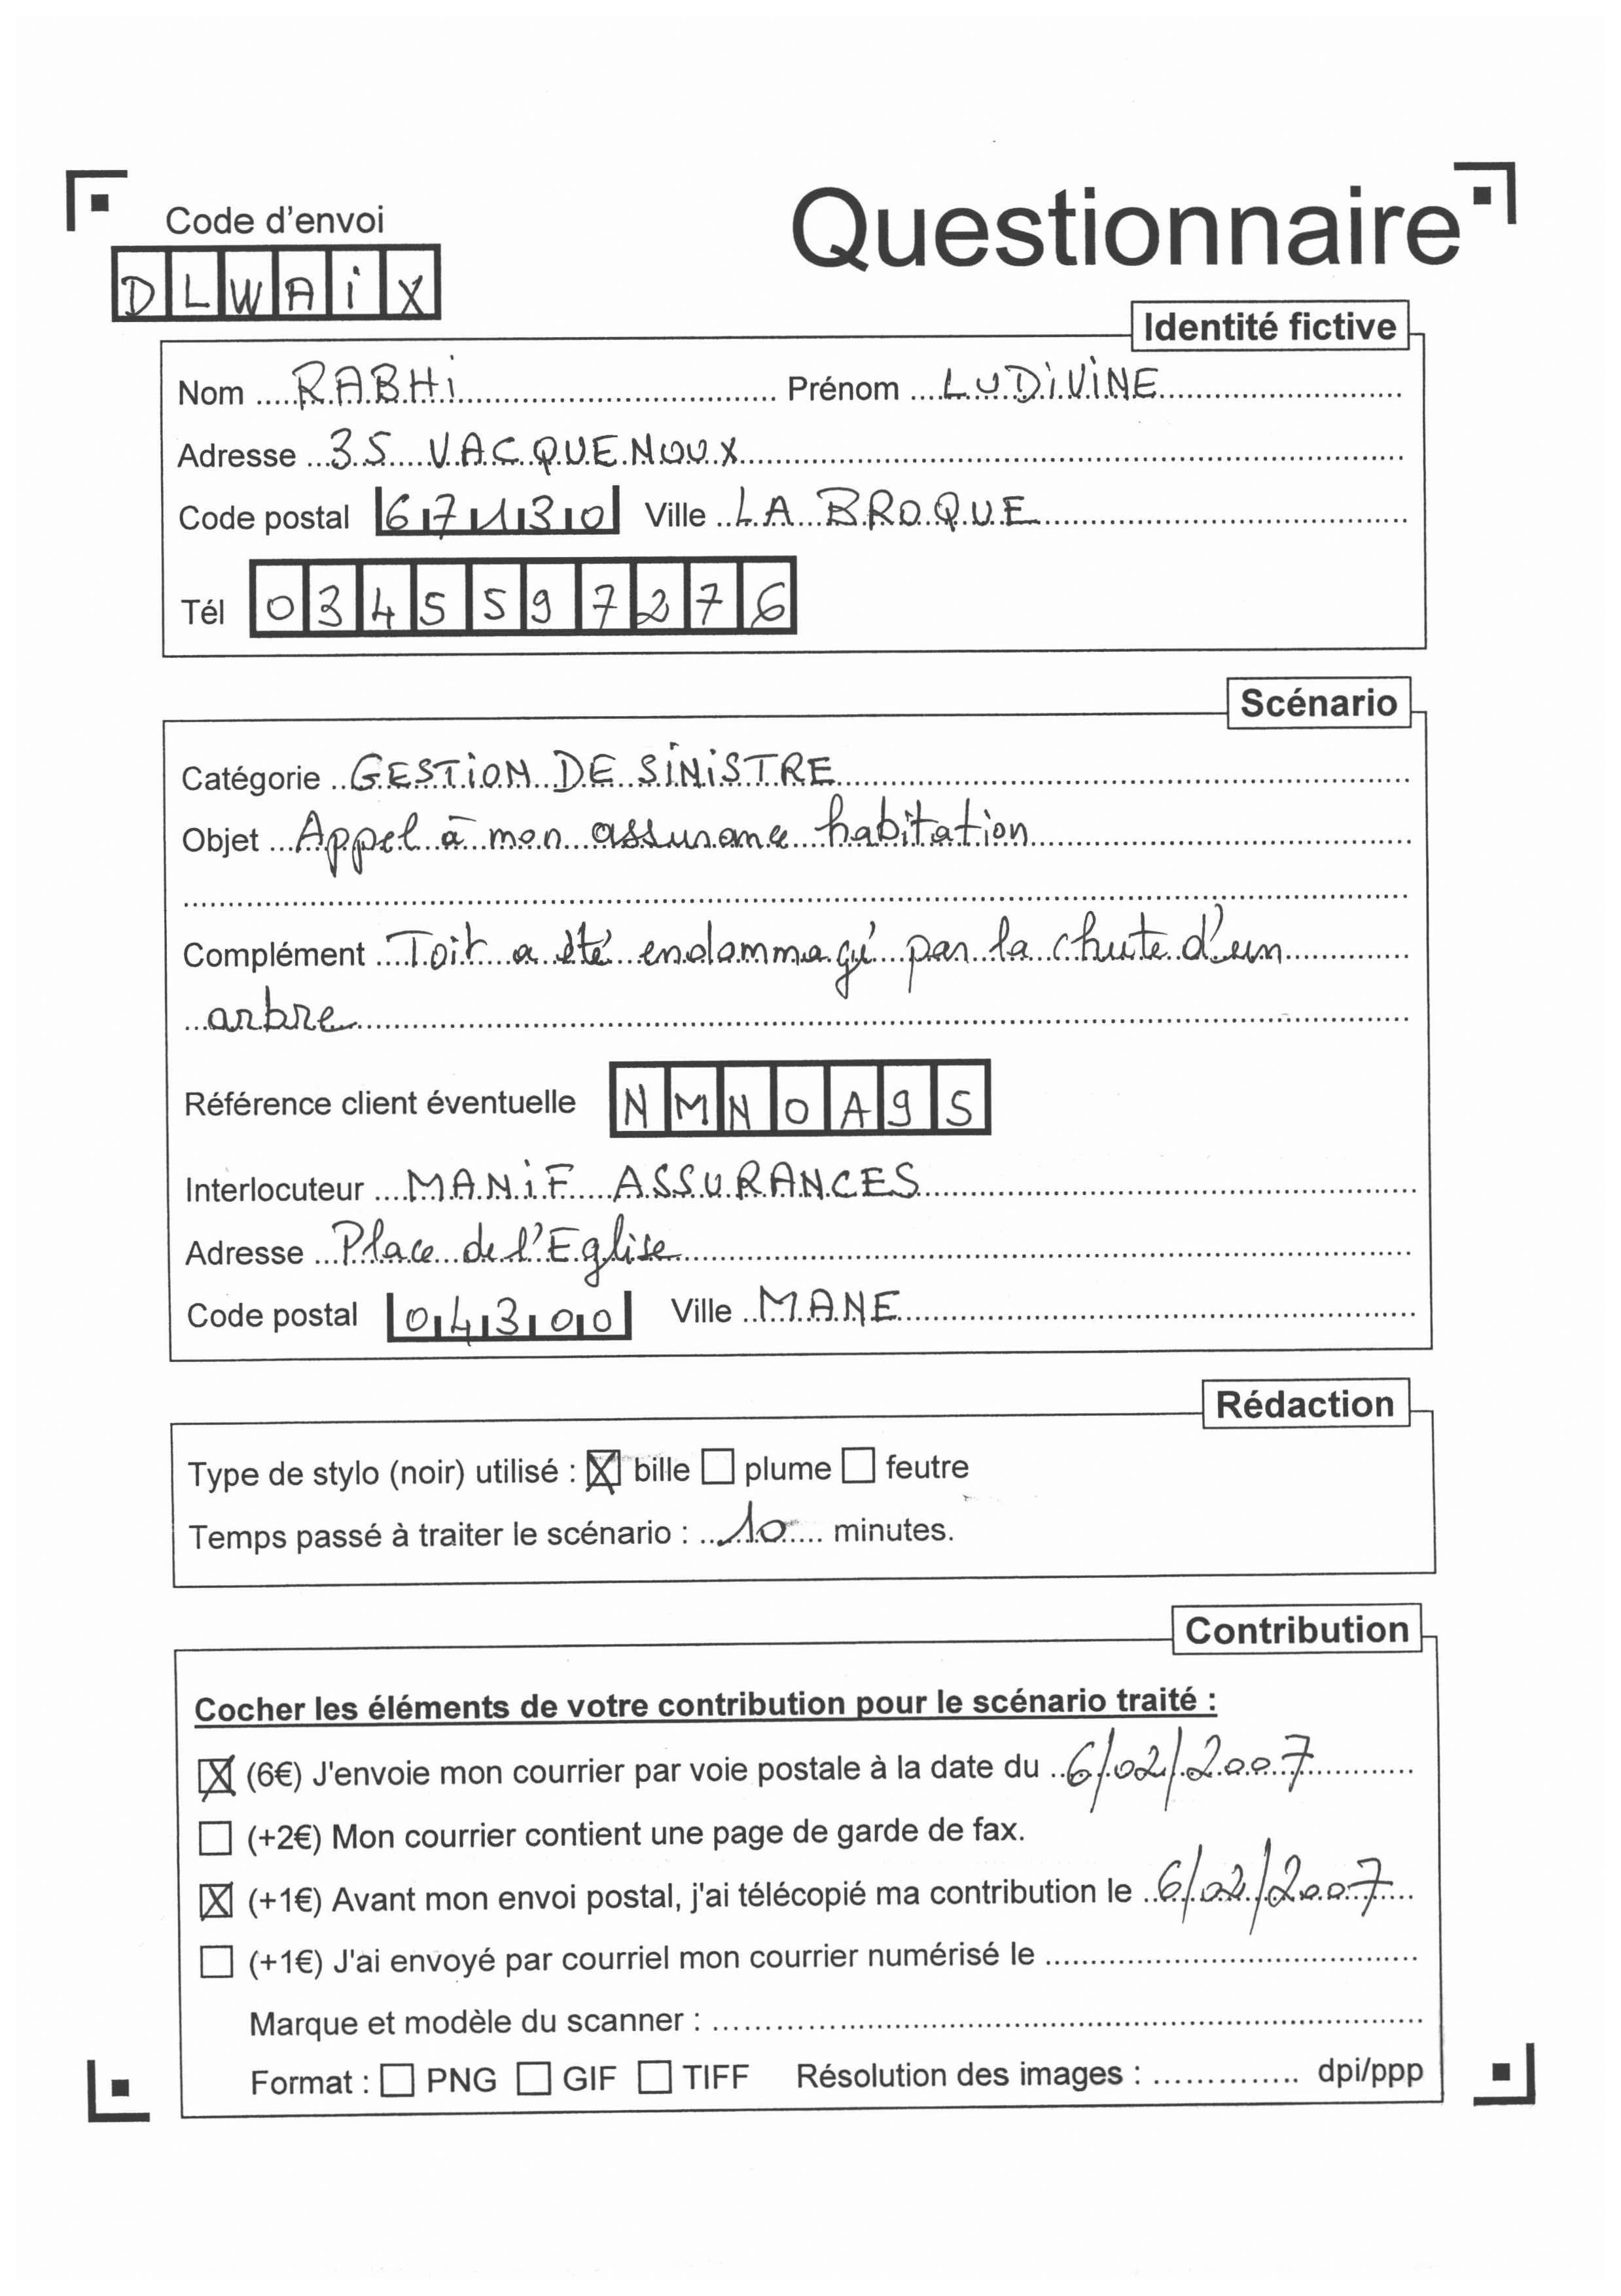 Code d'envoi
Questionnaire
DLWAiX
Identité fictive
Nom RABHi Prénom LUDiViNE
Adresse 35 VACQUENOUX
Code postal 67130 Ville LA BROQUE
Tél 0345597276
Scénario
Catégorie GESTiON DE SiNiSTRE
Objet Appel à mon assurance habitation
Complément Toit a été endommagé par la chute d'un
arbre
Référence client éventuelle NMNOA95
Interlocuteur MANiF ASSURANCES
Adresse Place de l'Eglise
Code postal 04300 Ville MANE
Rédaction
Type de stylo (noir) utilisé : ☒ bille ☐ plume ☐ feutre
Temps passé à traiter le scénario : 10 minutes.
Contribution
Cocher les éléments de votre contribution pour le scénario traité :
☒ (6€) J'envoie mon courrier par voie postale à la date du 6/02/2007
☐ (+2€) Mon courrier contient une page de garde de fax.
☒ (+1€) Avant mon envoi postal, j'ai télécopié ma contribution le 6/02/2007
☐ (+1€) J'ai envoyé par courriel mon courrier numérisé le
Marque et modèle du scanner :
Format : ☐ PNG ☐ GIF ☐ TIFF Résolution des images : dpi/ppp